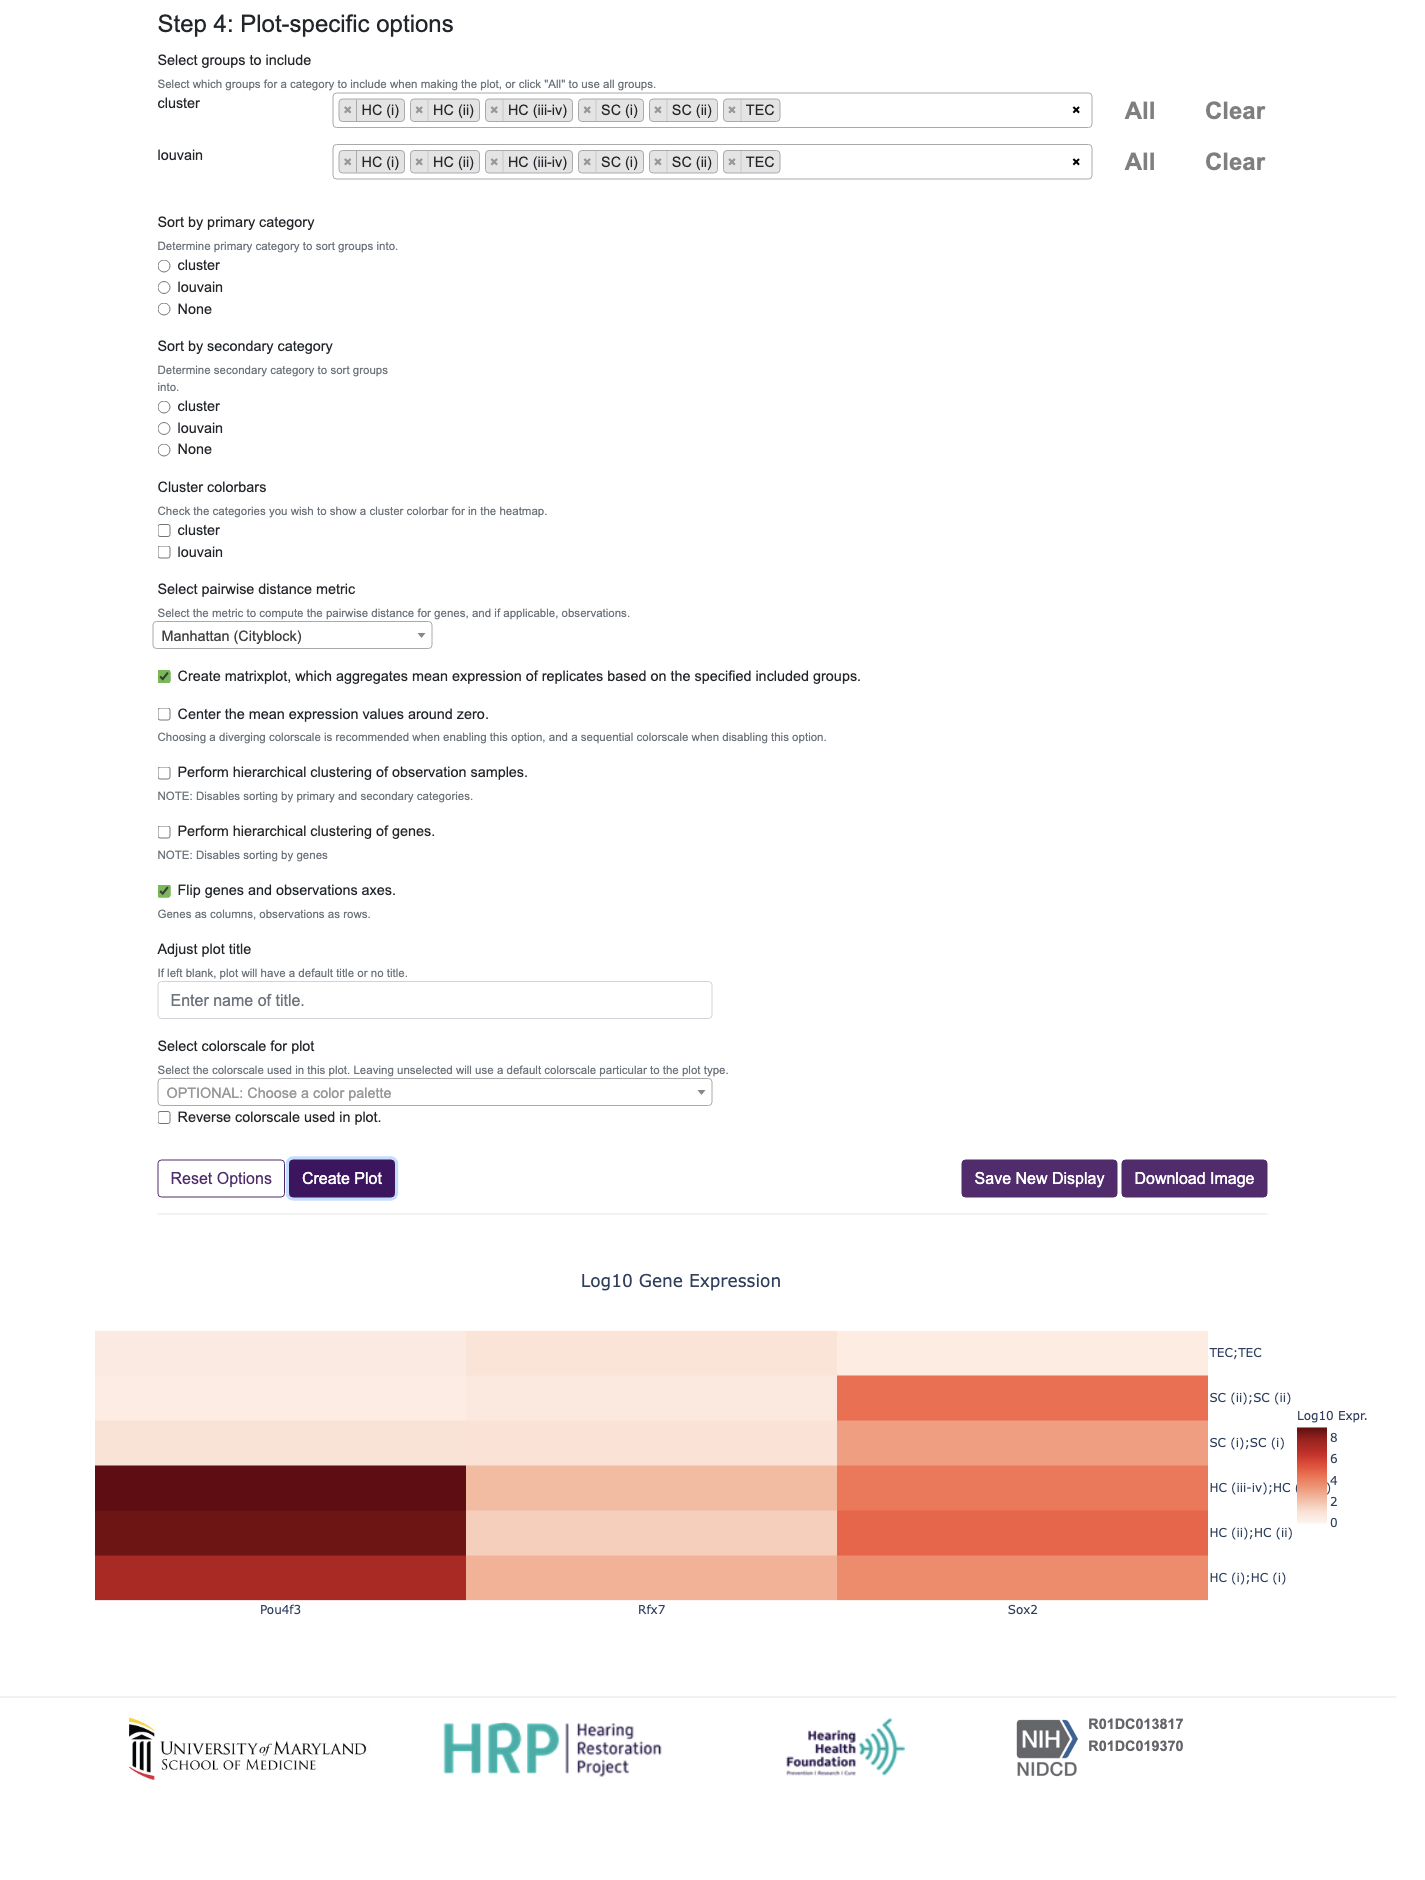 Step 4: Plot-specific options
Select groups to include
Select which groups for a category to include when making the plot, or click "All" to use all groups.
cluster × HC (i) × HC (ii) × HC (iii-iv) × SC (i) × SC (ii) × TEC × All Clear
louvain × HC (i) × HC (ii) × HC (iii-iv) × SC (i) × SC (ii) × TEC × All Clear
Sort by primary category
Determine primary category to sort groups into.
cluster
louvain
None
Sort by secondary category
Determine secondary category to sort groups
into.
cluster
louvain
None
Cluster colorbars
Check the categories you wish to show a cluster colorbar for in the heatmap.
cluster
louvain
Select pairwise distance metric
Select the metric to compute the pairwise distance for genes, and if applicable, observations.
Manhattan (Cityblock)
Create matrixplot, which aggregates mean expression of replicates based on the specified included groups.
Center the mean expression values around zero.
Choosing a diverging colorscale is recommended when enabling this option, and a sequential colorscale when disabling this option.
Perform hierarchical clustering of observation samples.
NOTE: Disables sorting by primary and secondary categories.
Perform hierarchical clustering of genes.
NOTE: Disables sorting by genes
Flip genes and observations axes.
Genes as columns, observations as rows.
Adjust plot title
If left blank, plot will have a default title or no title.
Enter name of title.
Select colorscale for plot
Select the colorscale used in this plot. Leaving unselected will use a default colorscale particular to the plot type.
OPTIONAL: Choose a color palette
Reverse colorscale used in plot.
Reset Options Create Plot Save New Display Download Image
Log10 Gene Expression
TEC;TEC
SC (ii);SC (ii)
SC (i);SC (i)
HC (iii-iv);HC
HC (ii);HC (ii)
HC (i);HC (i)
Log10 Expr.
8
6
4
2
0
Pou4f3 Rfx7 Sox2
UNIVERSITY of MARYLAND
SCHOOL OF MEDICINE
HRP
Hearing
Restoration
Project
Hearing
Health
Foundation
Prevention | Research | Cure
NIH
NIDCD
R01DC013817
R01DC019370